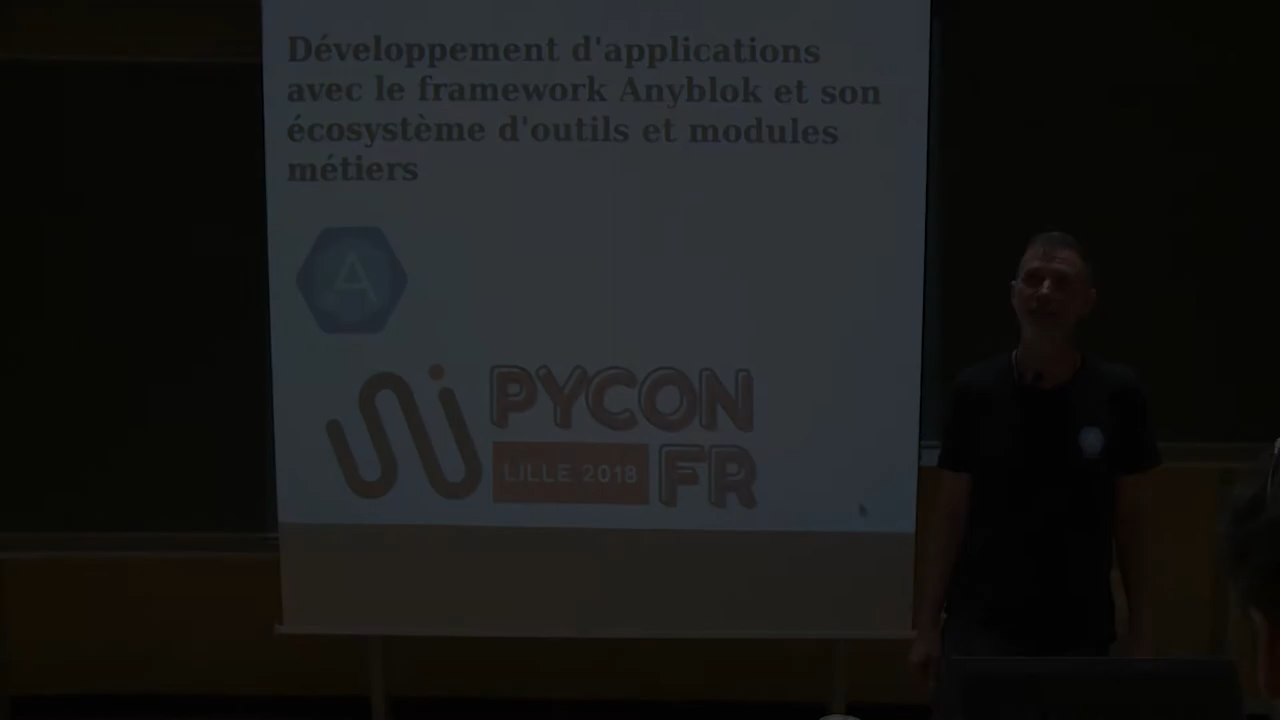 Développement d'applications
avec le framework Anyblok et son
écosystème d'outils et modules
métiers
A
PYCON
LILLE 2018 FR